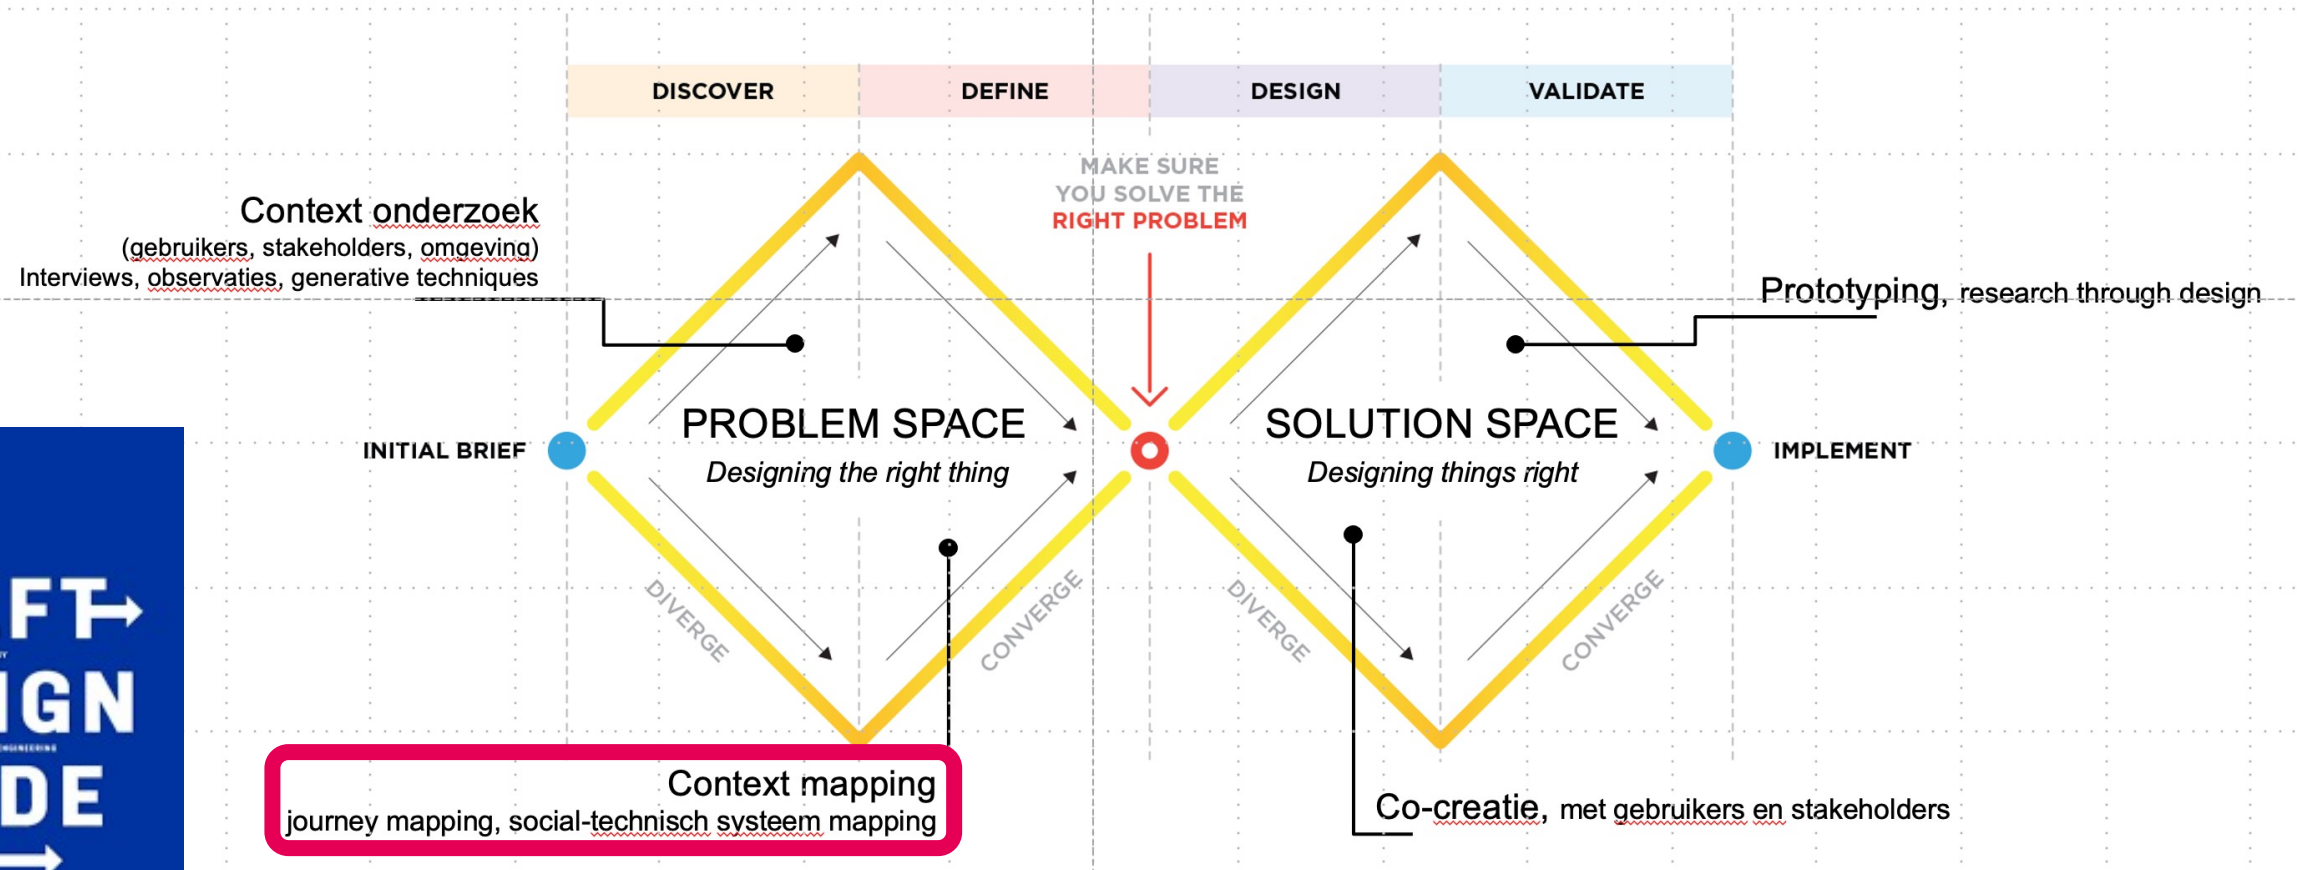 DISCOVER
DEFINE
DESIGN
VALIDATE
MAKE SURE
YOU SOLVE THE
RIGHT PROBLEM
Context onderzoek
(gebruikers, stakeholders, omgeving)
Interviews, observaties, generative techniques
Prototyping, research through design
PROBLEM SPACE
Designing the right thing
SOLUTION SPACE
Designing things right
INITIAL BRIEF
IMPLEMENT
DIVERGE
CONVERGE
DIVERGE
CONVERGE
Context mapping
journey mapping, social-technisch systeem mapping
Co-creatie, met gebruikers en stakeholders
FT
IGN
DE